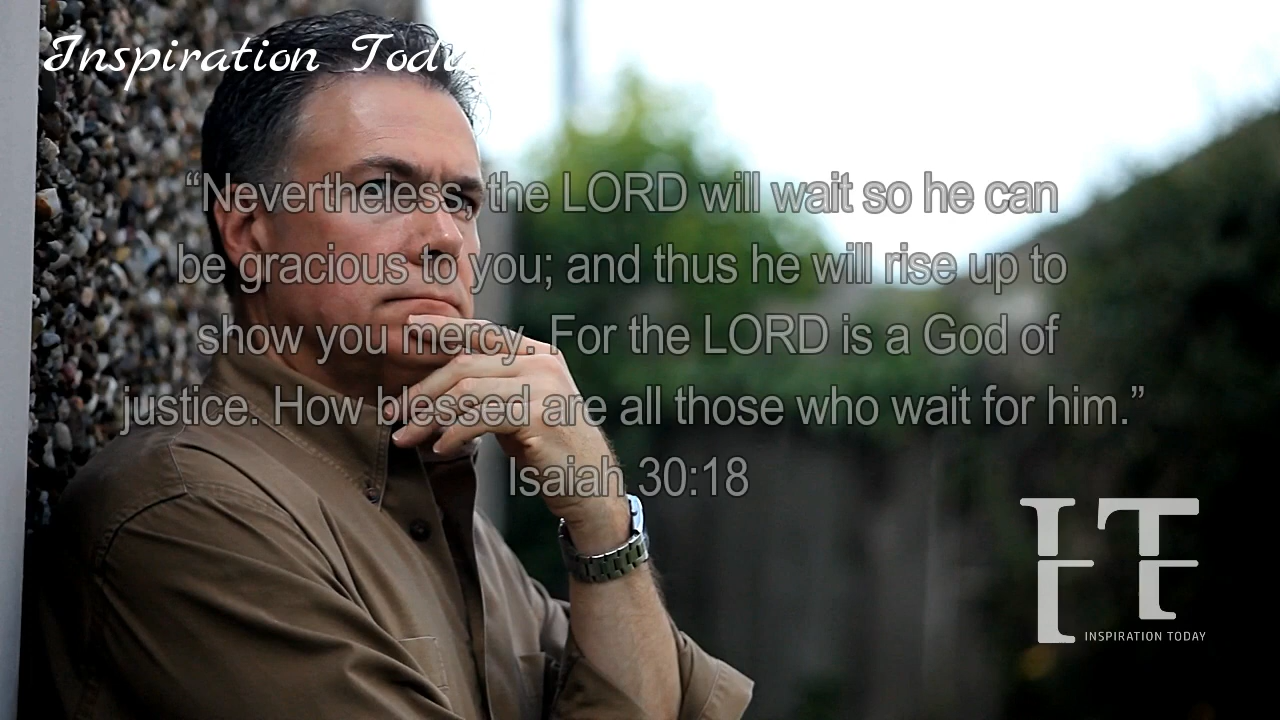 Inspiration Today
“Nevertheless, the LORD will wait so he can
be gracious to you; and thus he will rise up to
show you mercy. For the LORD is a God of
justice. How blessed are all those who wait for him.”
Isaiah 30:18
IT
INSPIRATION TODAY